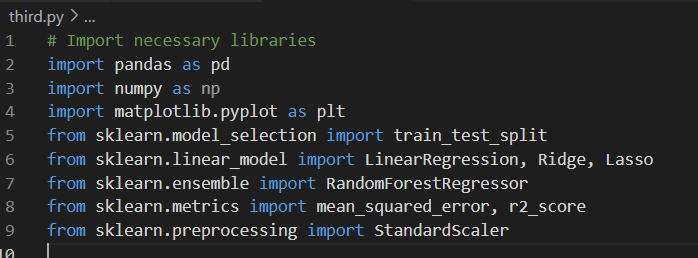 third.py > ...
1 # Import necessary libraries
2 import pandas as pd
3 import numpy as np
4 import matplotlib.pyplot as plt
5 from sklearn.model_selection import train_test_split
6 from sklearn.linear_model import LinearRegression, Ridge, Lasso
7 from sklearn.ensemble import RandomForestRegressor
8 from sklearn.metrics import mean_squared_error, r2_score
9 from sklearn.preprocessing import StandardScaler
10